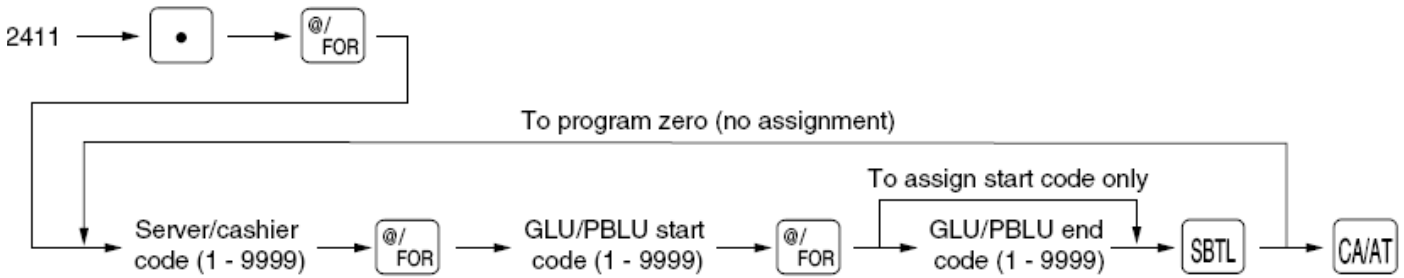 2411 • @/ FOR
To program zero (no assignment)
To assign start code only
Server/cashier code (1 - 9999) @/ FOR GLU/PBLU start code (1 - 9999) @/ FOR GLU/PBLU end code (1 - 9999) SBTL CA/AT